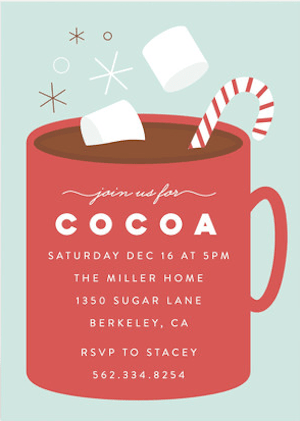 join us for
COCOA
SATURDAY DEC 16 AT 5PM
THE MILLER HOME
1350 SUGAR LANE
BERKELEY, CA
RSVP TO STACEY
562.334.8254